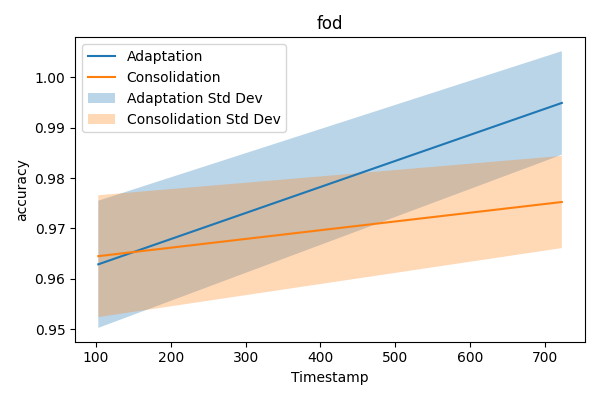 fod
Adaptation
Consolidation
Adaptation Std Dev
Consolidation Std Dev
accuracy
1.00
0.99
0.98
0.97
0.96
0.95
100 200 300 400 500 600 700
Timestamp